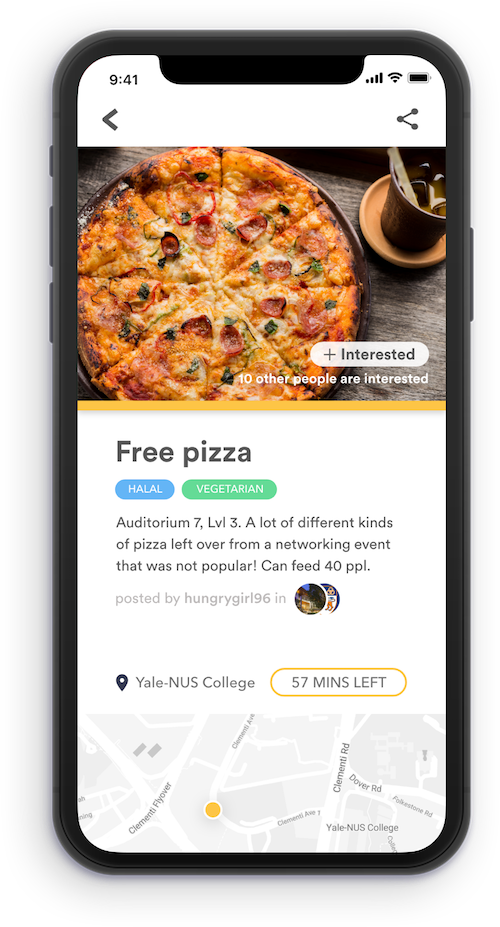 9:41
+ Interested
10 other people are interested
Free pizza
HALAL
VEGETARIAN
Auditorium 7, Lvl 3. A lot of different kinds
of pizza left over from a networking event
that was not popular! Can feed 40 ppl.
posted by hungrygirl96 in
Yale-NUS College
57 MINS LEFT
Clementi Ave
Clementi Rd
Dover Rd
Folkestone Rd
Clementi Flyover
Clementi Ave 1
Yale-NUS College